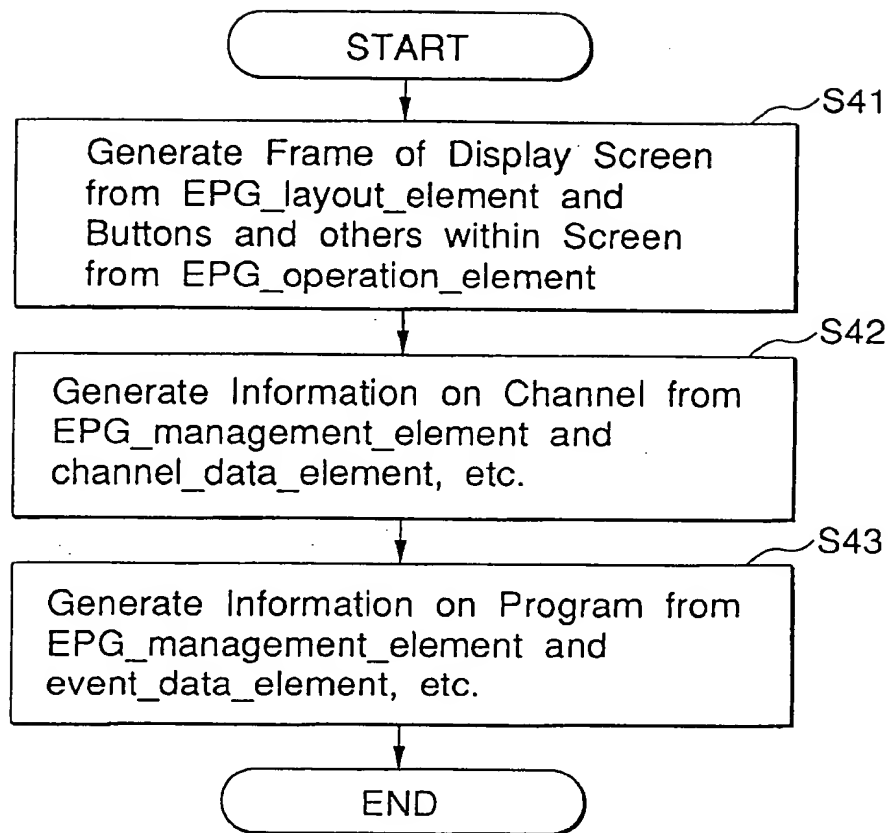 START
S41
Generate Frame of Display Screen
from EPG_layout_element and
Buttons and others within Screen
from EPG_operation_element
S42
Generate Information on Channel from
EPG_management_element and
channel_data_element, etc.
S43
Generate Information on Program from
EPG_management_element and
event_data_element, etc.
END